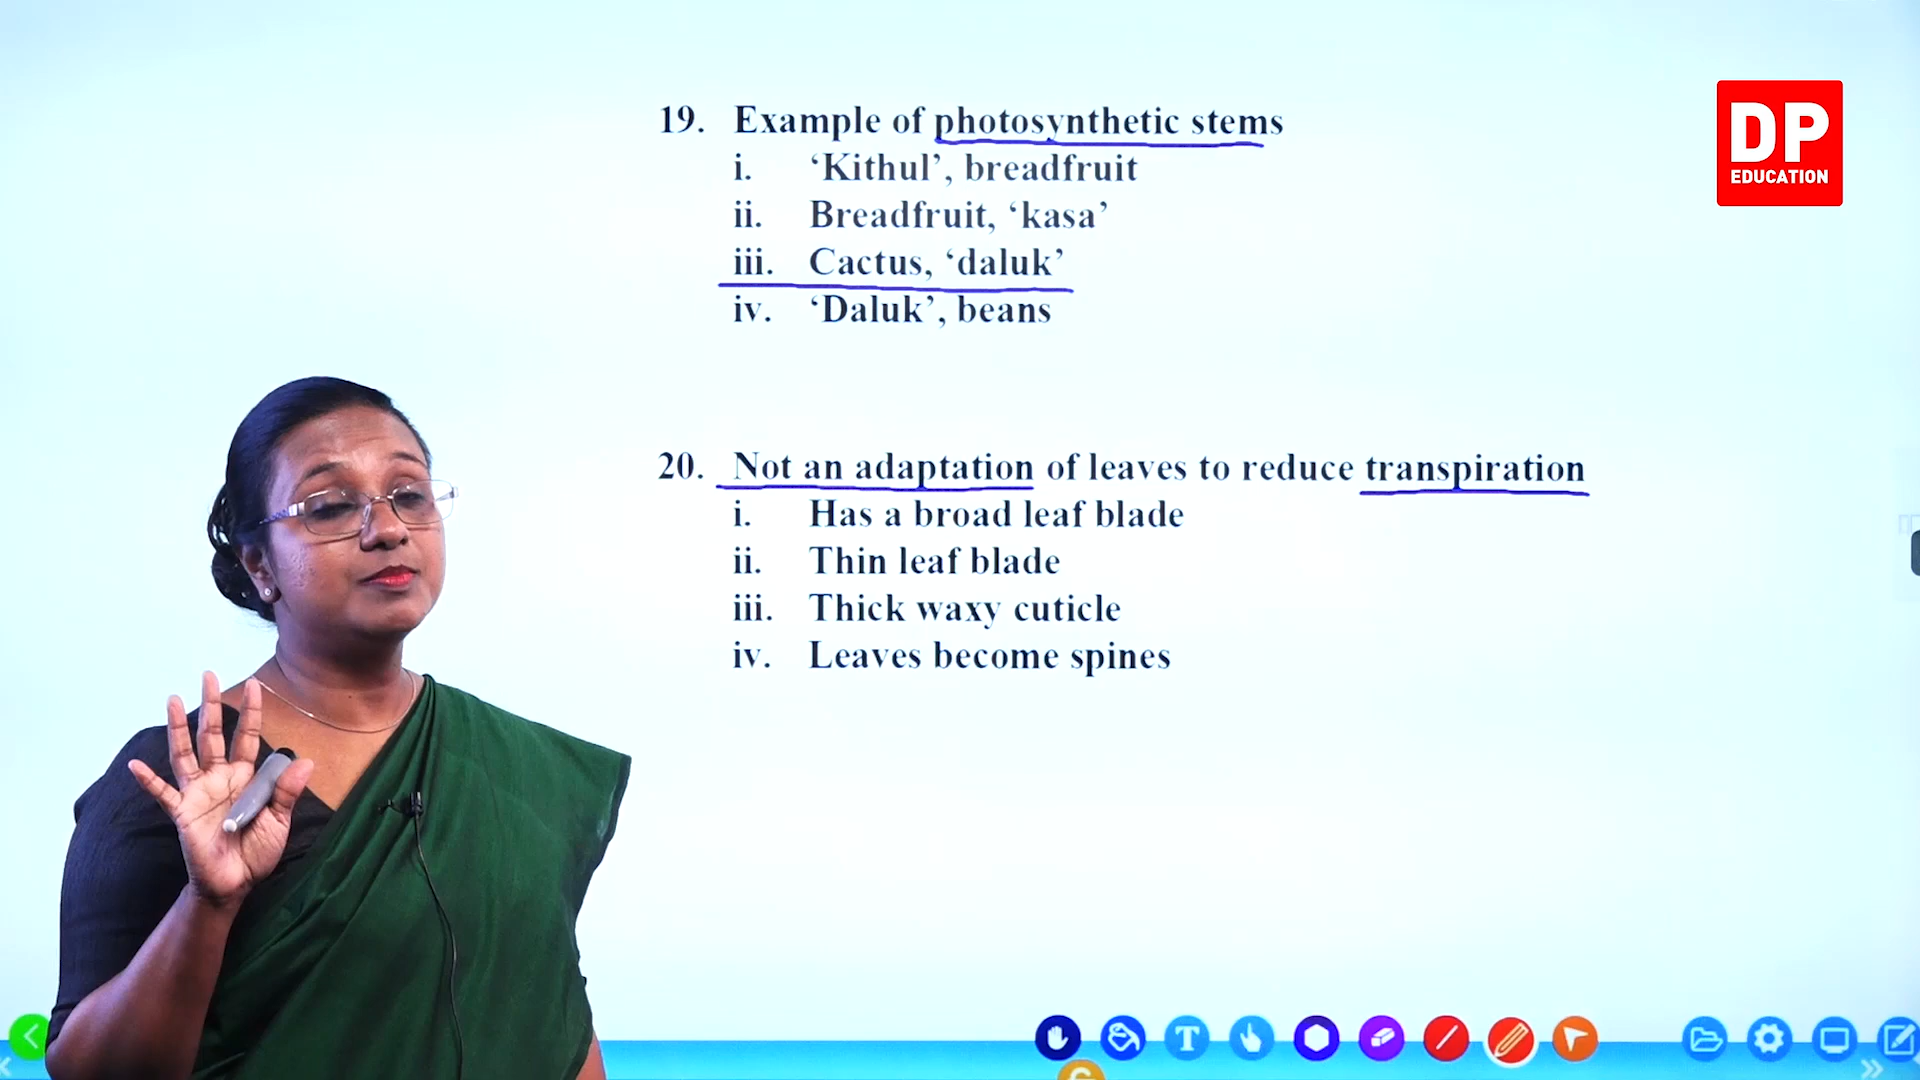 19. Example of photosynthetic stems
i. ‘Kithul’, breadfruit
ii. Breadfruit, ‘kasa’
iii. Cactus, ‘daluk’
iv. ‘Daluk’, beans
20. Not an adaptation of leaves to reduce transpiration
i. Has a broad leaf blade
ii. Thin leaf blade
iii. Thick waxy cuticle
iv. Leaves become spines
DP
EDUCATION
T